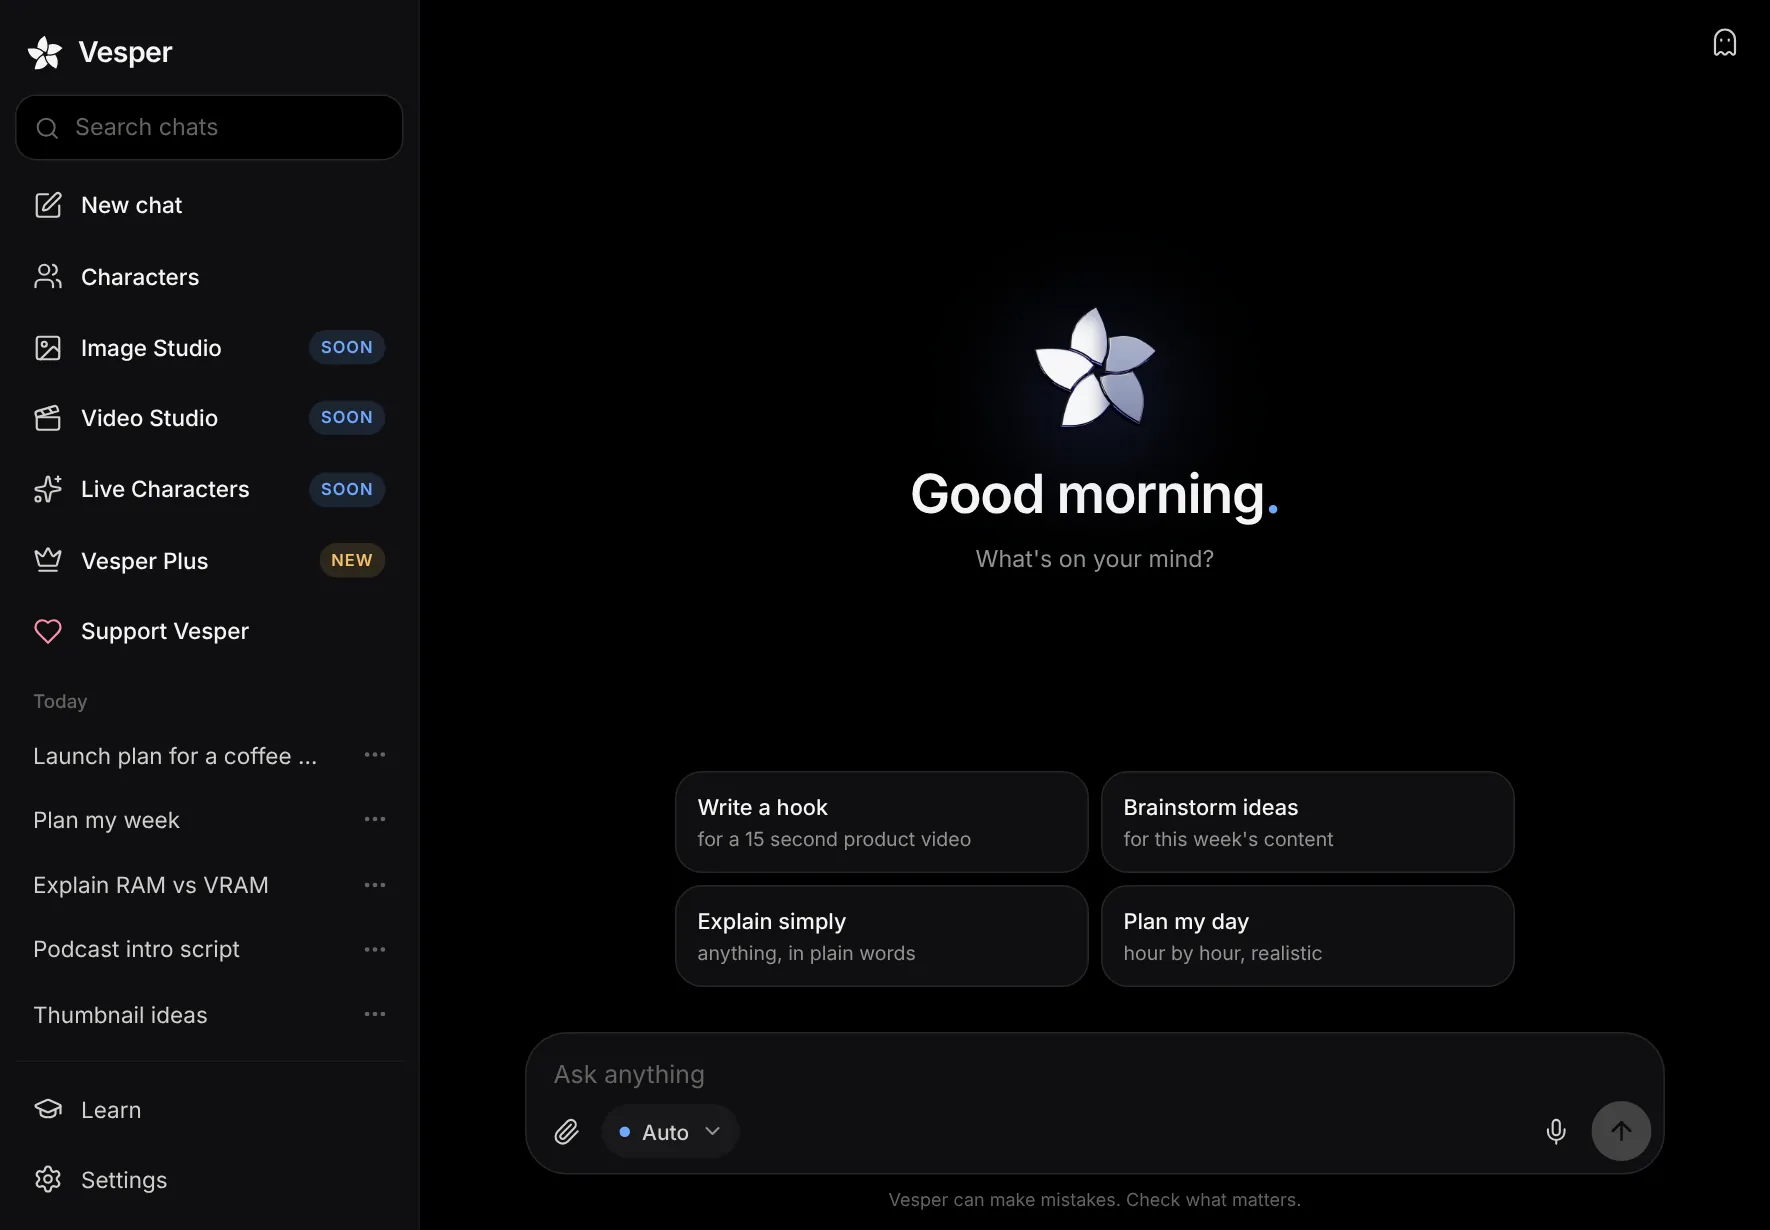 Vesper
Search chats
New chat
Characters
Image Studio SOON
Video Studio SOON
Live Characters SOON
Vesper Plus NEW
Support Vesper
Today
Launch plan for a coffee ...
Plan my week
Explain RAM vs VRAM
Podcast intro script
Thumbnail ideas
Learn
Settings
Good morning.
What's on your mind?
Write a hook
for a 15 second product video
Brainstorm ideas
for this week's content
Explain simply
anything, in plain words
Plan my day
hour by hour, realistic
Ask anything
Auto
Vesper can make mistakes. Check what matters.